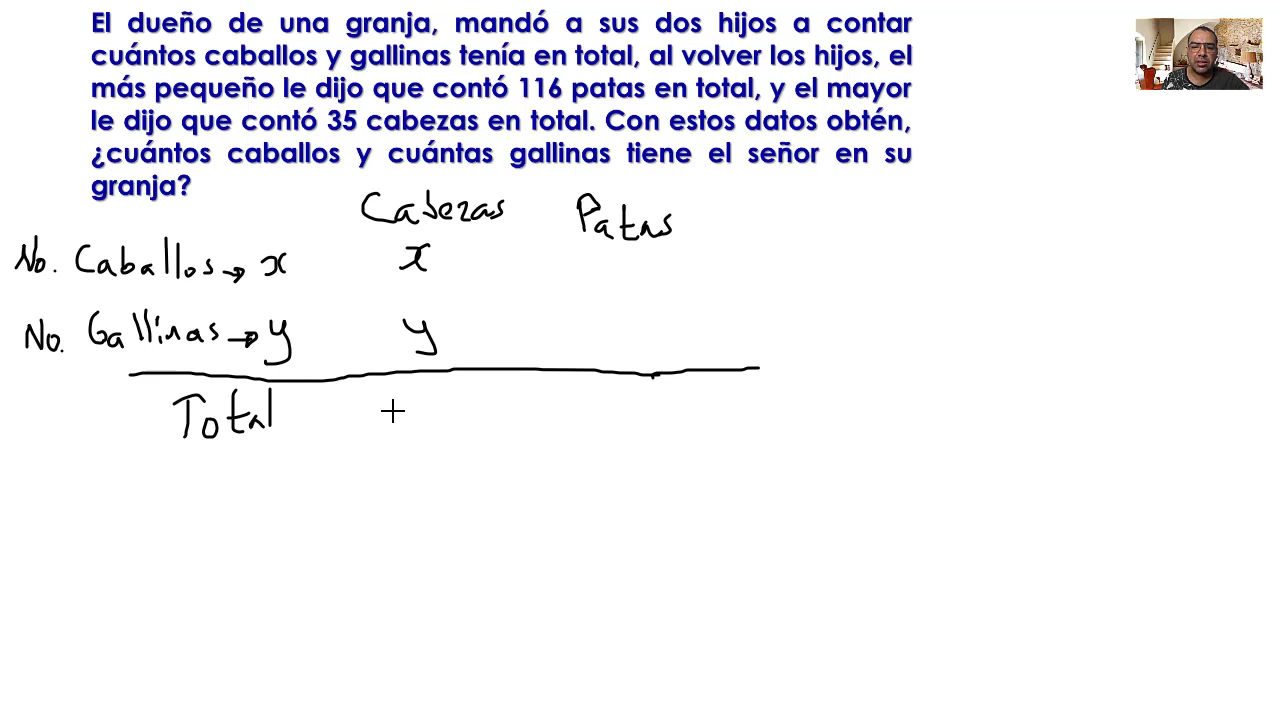 El dueño de una granja, mandó a sus dos hijos a contar
cuántos caballos y gallinas tenía en total, al volver los hijos, el
más pequeño le dijo que contó 116 patas en total, y el mayor
le dijo que contó 35 cabezas en total. Con estos datos obtén,
¿cuántos caballos y cuántas gallinas tiene el señor en su
granja?
Cabezas Patas
No. Caballos → x x
No. Gallinas → y y
Total